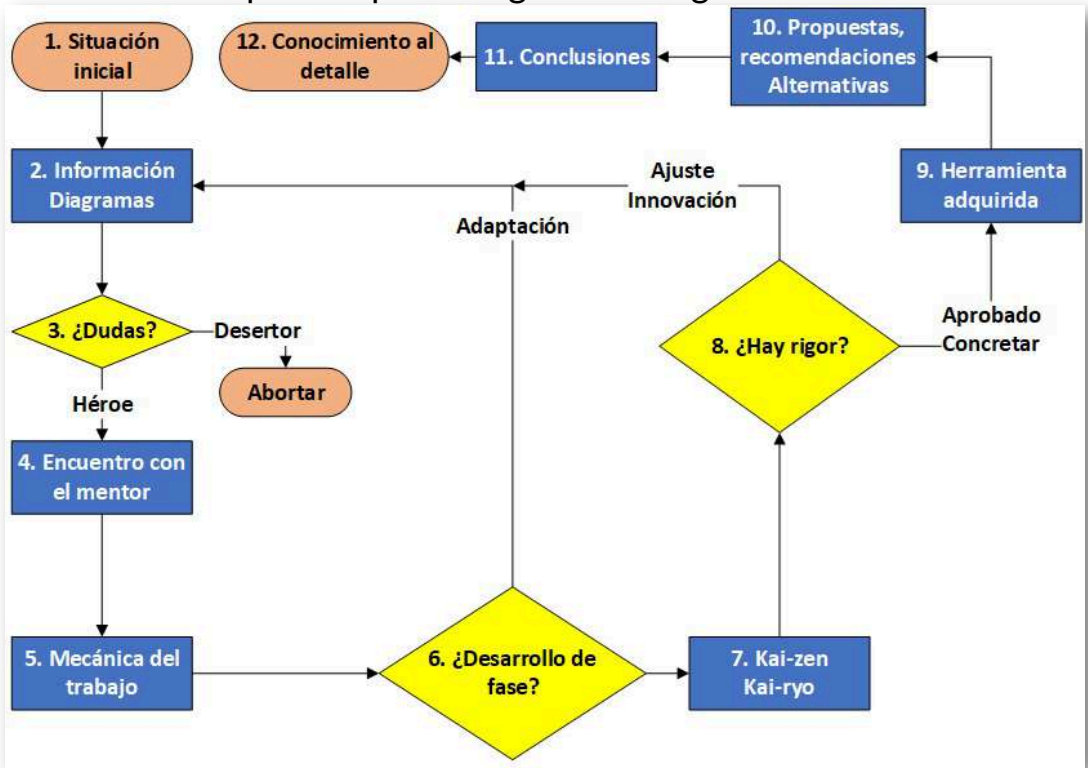 1. Situación
inicial
12. Conocimiento al
detalle
11. Conclusiones
10. Propuestas,
recomendaciones
Alternativas
2. Información
Diagramas
Ajuste
Innovación
9. Herramienta
adquirida
Adaptación
3. ¿Dudas?
Desertor
Abortar
Héroe
8. ¿Hay rigor?
Aprobado
Concretar
4. Encuentro con
el mentor
5. Mecánica del
trabajo
6. ¿Desarrollo de
fase?
7. Kai-zen
Kai-ryo